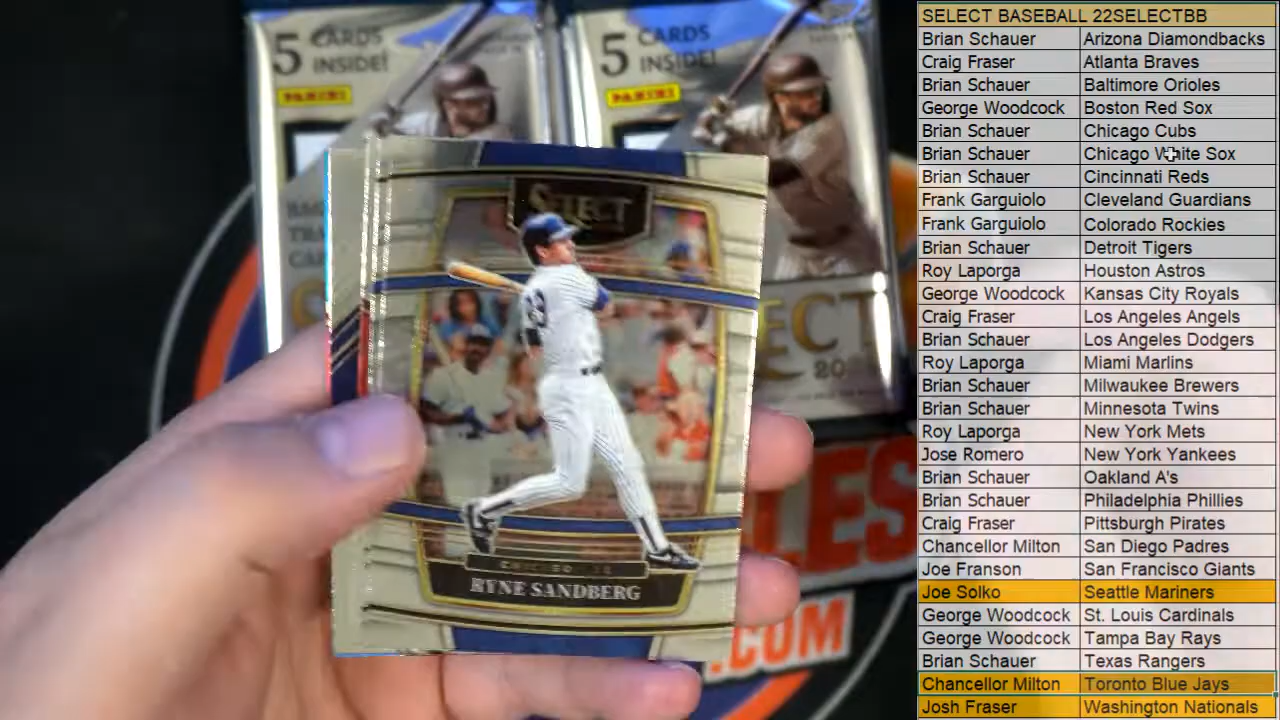 5 CARDS
INSIDE!
PANINI
5 CARDS
INSIDE!
PANINI
SELECT
RYNE SANDBERG
20
.COM
SELECT BASEBALL 22SELECTBB
Brian Schauer Arizona Diamondbacks
Craig Fraser Atlanta Braves
Brian Schauer Baltimore Orioles
George Woodcock Boston Red Sox
Brian Schauer Chicago Cubs
Brian Schauer Chicago White Sox
Brian Schauer Cincinnati Reds
Frank Garguiolo Cleveland Guardians
Frank Garguiolo Colorado Rockies
Brian Schauer Detroit Tigers
Roy Laporga Houston Astros
George Woodcock Kansas City Royals
Craig Fraser Los Angeles Angels
Brian Schauer Los Angeles Dodgers
Roy Laporga Miami Marlins
Brian Schauer Milwaukee Brewers
Brian Schauer Minnesota Twins
Roy Laporga New York Mets
Jose Romero New York Yankees
Brian Schauer Oakland A's
Brian Schauer Philadelphia Phillies
Craig Fraser Pittsburgh Pirates
Chancellor Milton San Diego Padres
Joe Franson San Francisco Giants
Joe Solko Seattle Mariners
George Woodcock St. Louis Cardinals
George Woodcock Tampa Bay Rays
Brian Schauer Texas Rangers
Chancellor Milton Toronto Blue Jays
Josh Fraser Washington Nationals